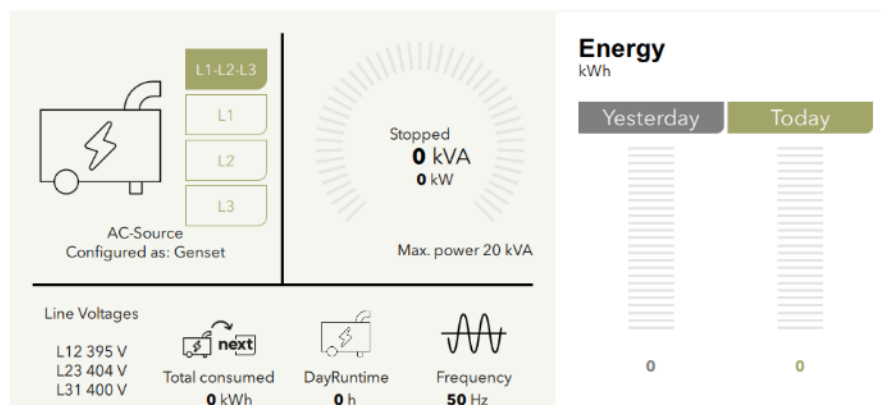 L1-L2-L3
L1
L2
L3
AC-Source
Configured as: Genset
Stopped
0 kVA
0 kW
Max. power 20 kVA
Line Voltages
L12 395 V
L23 404 V
L31 400 V
next
Total consumed
0 kWh
DayRuntime
0 h
Frequency
50 Hz
Energy
kWh
Yesterday
Today
0
0